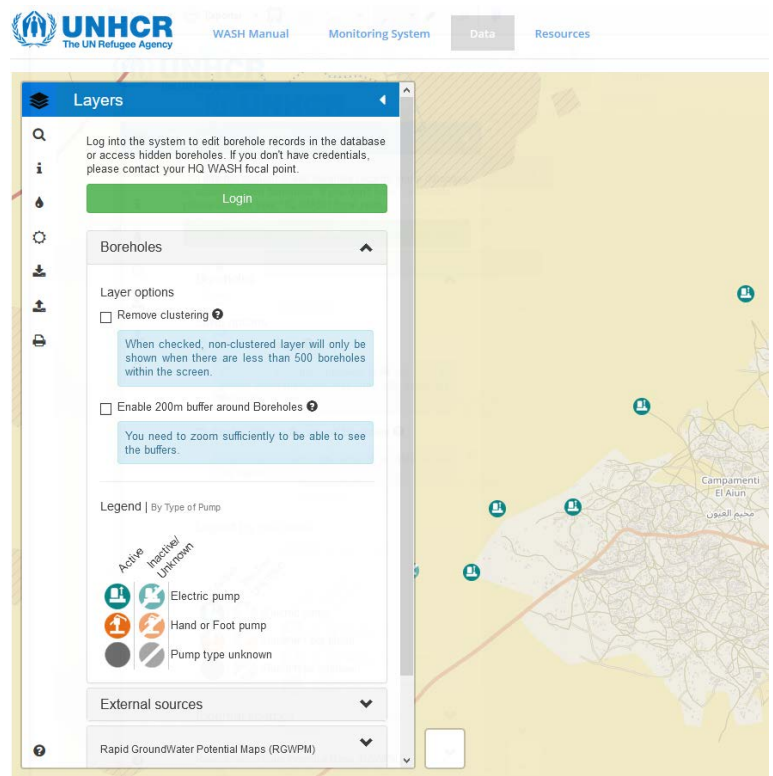 UNHCR
The UN Refugee Agency
WASH Manual
Monitoring System
Data
Resources
Layers
Log into the system to edit borehole records in the database
or access hidden boreholes. If you don't have credentials,
please contact your HQ WASH focal point.
Login
Boreholes
Layer options
Remove clustering
When checked, non-clustered layer will only be
shown when there are less than 500 boreholes
within the screen.
Enable 200m buffer around Boreholes
You need to zoom sufficiently to be able to see
the buffers.
Legend | By Type of Pump
Active
Inactive/
Unknown
Electric pump
Hand or Foot pump
Pump type unknown
External sources
Rapid GroundWater Potential Maps (RGWPM)
Campamenti
El Aiun
مخيم العيون